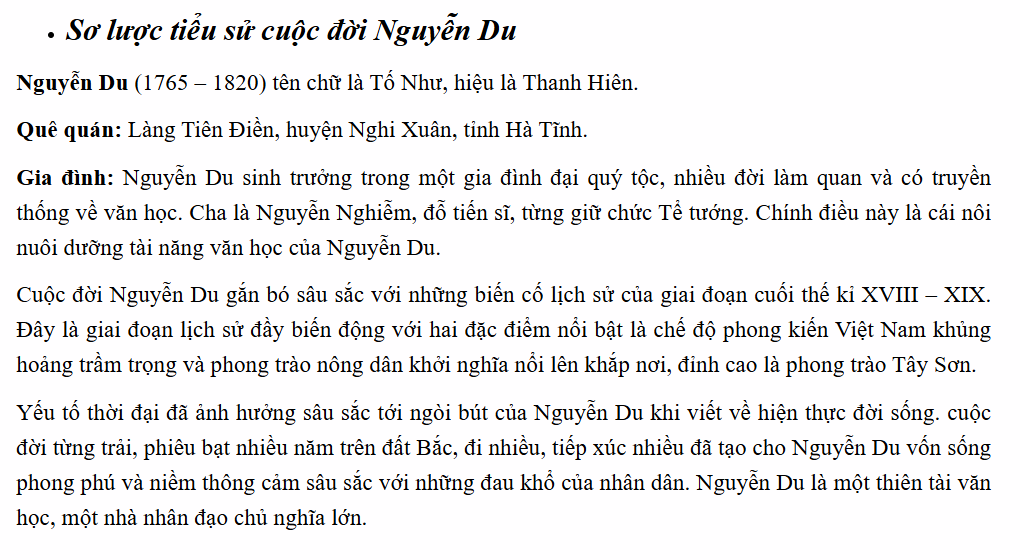 • Sơ lược tiểu sử cuộc đời Nguyễn Du
Nguyễn Du (1765 – 1820) tên chữ là Tố Như, hiệu là Thanh Hiên.
Quê quán: Làng Tiên Điền, huyện Nghi Xuân, tỉnh Hà Tĩnh.
Gia đình: Nguyễn Du sinh trưởng trong một gia đình đại quý tộc, nhiều đời làm quan và có truyền
thống về văn học. Cha là Nguyễn Nghiễm, đỗ tiến sĩ, từng giữ chức Tể tướng. Chính điều này là cái nôi
nuôi dưỡng tài năng văn học của Nguyễn Du.
Cuộc đời Nguyễn Du gắn bó sâu sắc với những biến cố lịch sử của giai đoạn cuối thế kỉ XVIII – XIX.
Đây là giai đoạn lịch sử đầy biến động với hai đặc điểm nổi bật là chế độ phong kiến Việt Nam khủng
hoảng trầm trọng và phong trào nông dân khởi nghĩa nổi lên khắp nơi, đỉnh cao là phong trào Tây Sơn.
Yếu tố thời đại đã ảnh hưởng sâu sắc tới ngòi bút của Nguyễn Du khi viết về hiện thực đời sống. cuộc
đời từng trải, phiêu bạt nhiều năm trên đất Bắc, đi nhiều, tiếp xúc nhiều đã tạo cho Nguyễn Du vốn sống
phong phú và niềm thông cảm sâu sắc với những đau khổ của nhân dân. Nguyễn Du là một thiên tài văn
học, một nhà nhân đạo chủ nghĩa lớn.